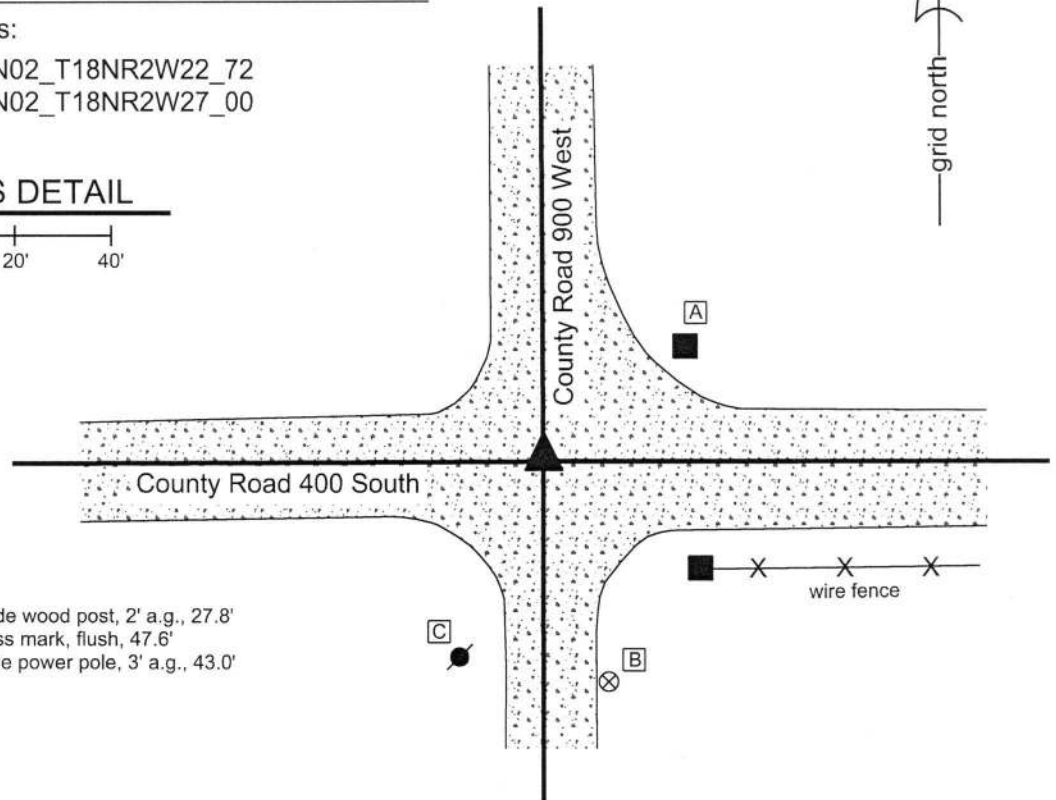 s:
N02_T18NR2W22_72
N02_T18NR2W27_00
S DETAIL
20' 40'
grid north
County Road 900 West
A
County Road 400 South
wire fence
de wood post, 2' a.g., 27.8'
ss mark, flush, 47.6'
e power pole, 3' a.g., 43.0'
C
B
X X X